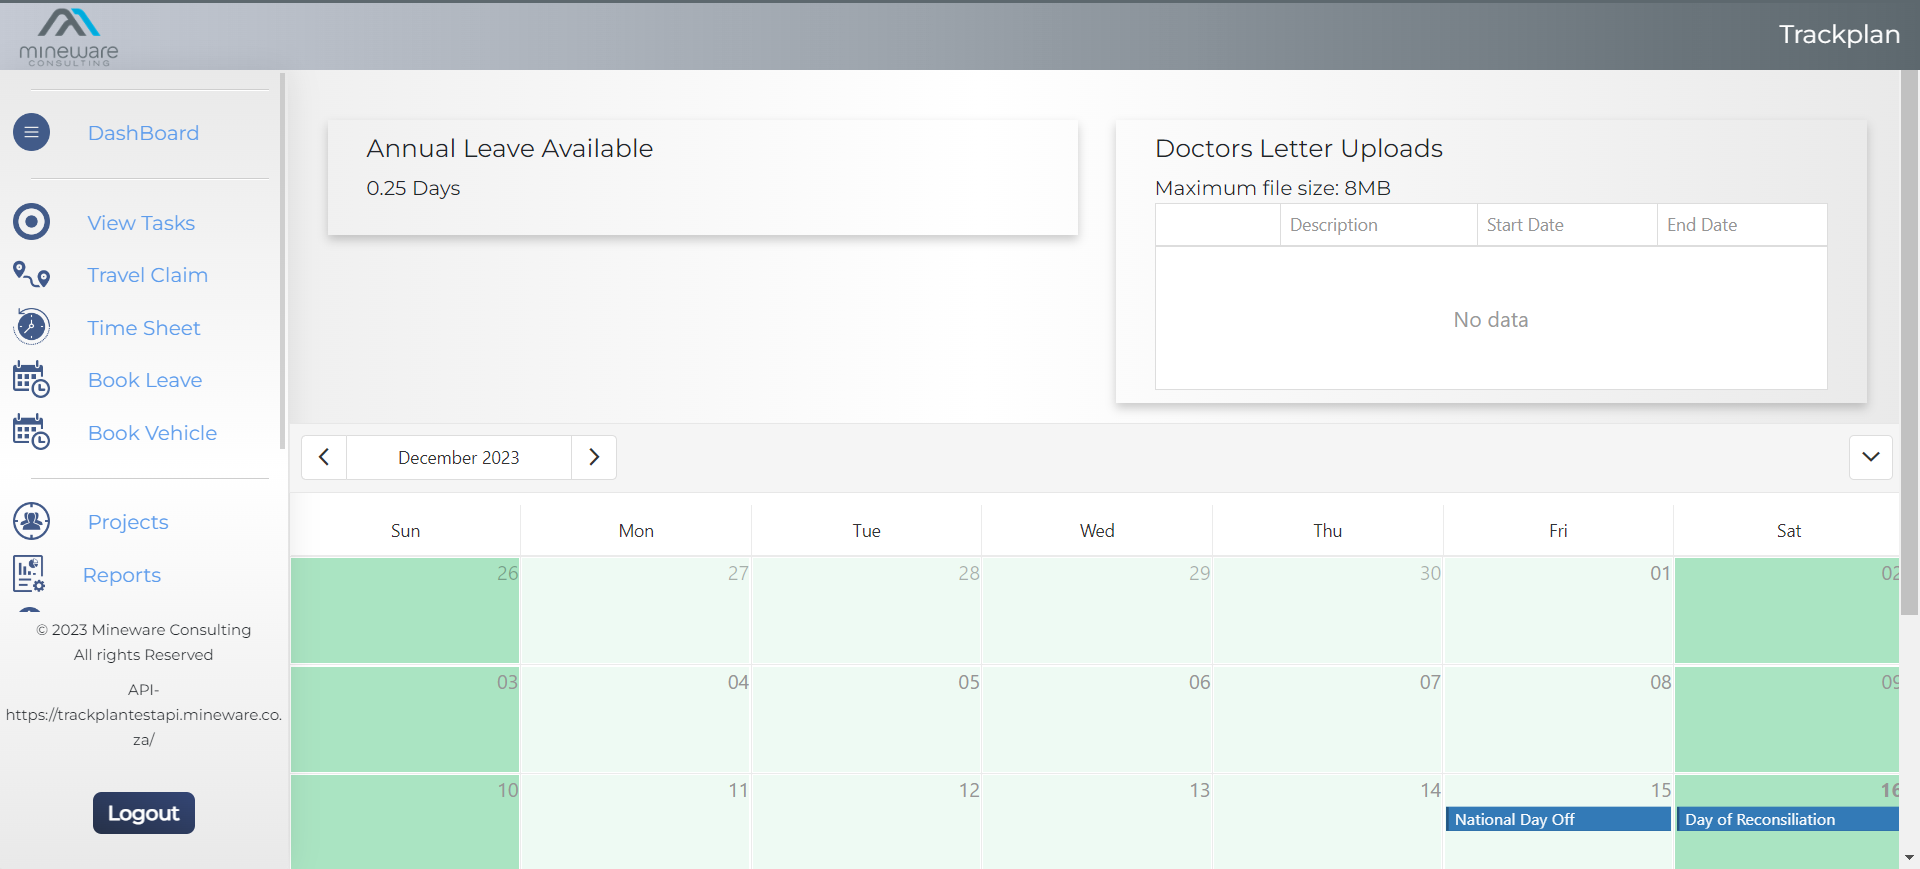 mineware
CONSULTING
Trackplan
DashBoard
View Tasks
Travel Claim
Time Sheet
Book Leave
Book Vehicle
Projects
Reports
© 2023 Mineware Consulting
All rights Reserved
API-
https://trackplantestapi.mineware.co.
za/
Logout
Annual Leave Available
0.25 Days
Doctors Letter Uploads
Maximum file size: 8MB
Description Start Date End Date
No data
December 2023
Sun Mon Tue Wed Thu Fri Sat
26 27 28 29 30 01 02
03 04 05 06 07 08 09
10 11 12 13 14 15 16
National Day Off Day of Reconsiliation